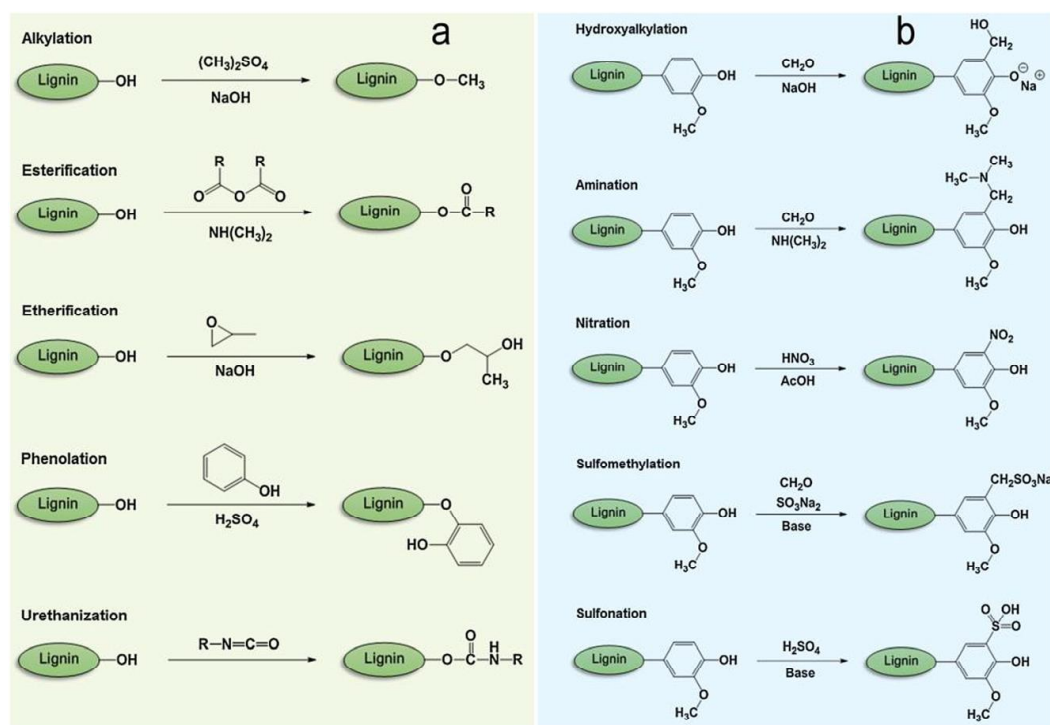 a
Alkylation
Lignin OH
(CH3)2SO4
NaOH
Lignin O CH3
Esterification
Lignin OH
R R
O O O
NH(CH3)2
Lignin O C R
O
Etherification
Lignin OH
O
NaOH
Lignin O OH
CH3
Phenolation
Lignin OH
OH
H2SO4
Lignin O
HO
Urethanization
Lignin OH
R N C O
Lignin O C N R
O H
b
Hydroxyalkylation
Lignin OH
O
H3C
CH2O
NaOH
HO
CH2
Lignin O⊖
Na ⊕
O
H3C
Amination
Lignin OH
O
H3C
CH2O
NH(CH3)2
CH3
H3C N
CH2
Lignin OH
O
H3C
Nitration
Lignin OH
O
H3C
HNO3
AcOH
NO2
Lignin OH
O
H3C
Sulfomethylation
Lignin OH
O
H3C
CH2O
SO3Na2
Base
CH2SO3Na
Lignin OH
O
H3C
Sulfonation
Lignin OH
O
H3C
H2SO4
Base
O OH
S O
Lignin OH
O
H3C